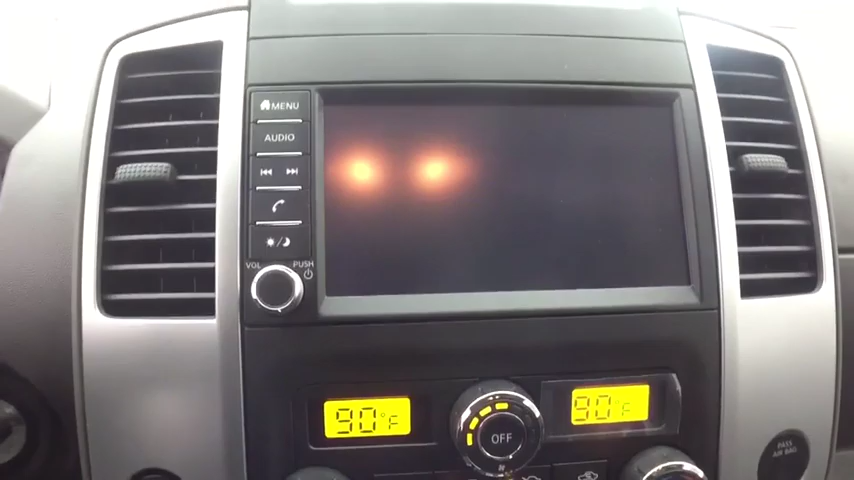 MENU
AUDIO
VOL PUSH
90°F
90°F
OFF
PASS
AIR BAG